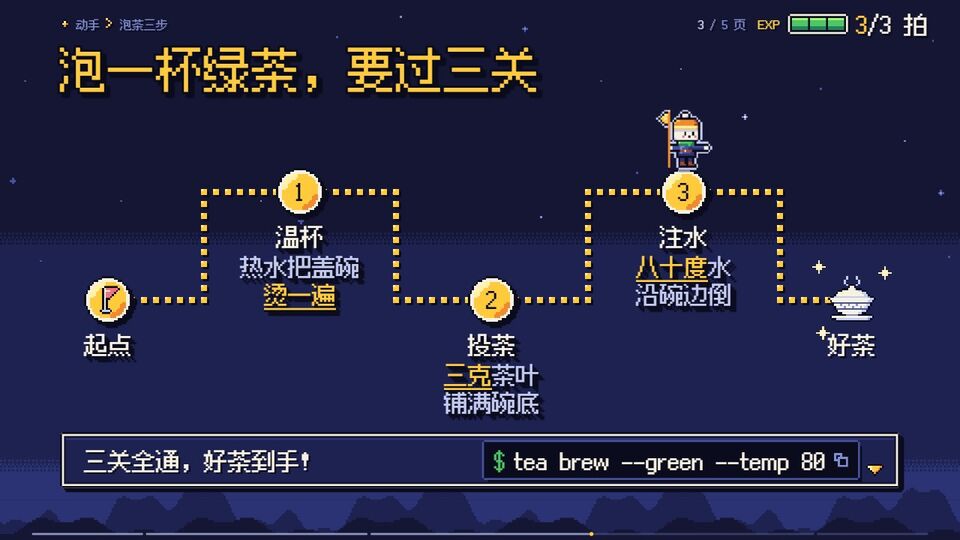 动手 > 泡茶三步
3 / 5 页 EXP 3/3 拍
泡一杯绿茶，要过三关
1
温杯
热水把盖碗
烫一遍
3
注水
八十度水
沿碗边倒
起点
2
投茶
三克茶叶
铺满碗底
好茶
三关全通，好茶到手！
$ tea brew --green --temp 80